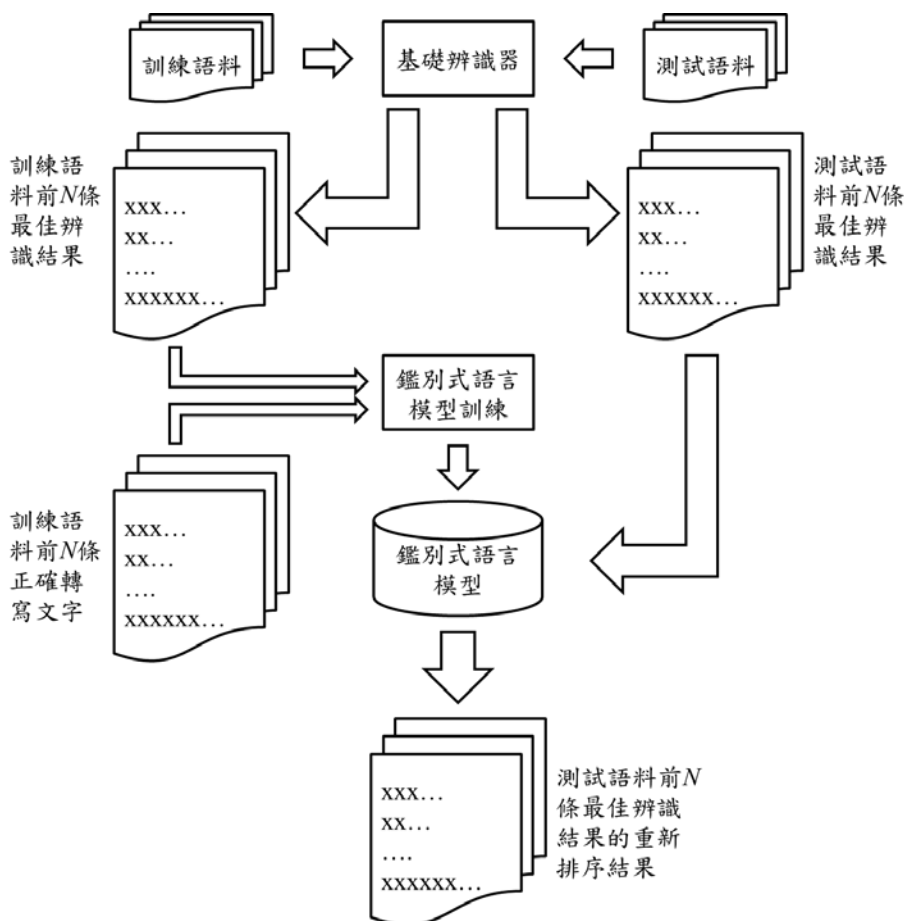 訓練語料
基礎辨識器
測試語料
訓練語
料前N條
最佳辨
識結果
xxx…
xx…
….
xxxxxx…
xxx…
xx…
….
xxxxxx…
測試語
料前N條
最佳辨
識結果
鑑別式語言
模型訓練
訓練語
料前N條
正確轉
寫文字
xxx…
xx…
….
xxxxxx…
鑑別式語言
模型
xxx…
xx…
….
xxxxxx…
測試語料前N
條最佳辨識
結果的重新
排序結果